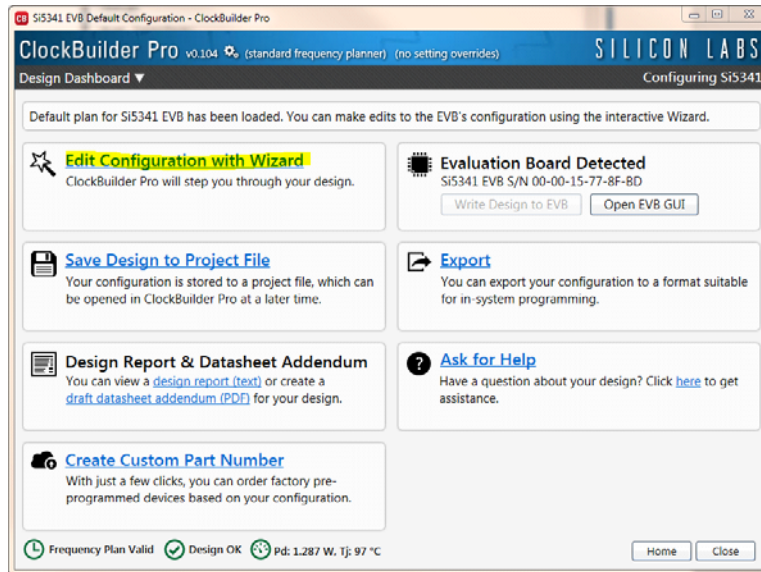 CB Si5341 EVB Default Configuration - ClockBuilder Pro
ClockBuilder Pro v0.104 (standard frequency planner) (no setting overrides) SILICON LABS
Design Dashboard ▼ Configuring Si5341
Default plan for Si5341 EVB has been loaded. You can make edits to the EVB's configuration using the interactive Wizard.
Edit Configuration with Wizard
ClockBuilder Pro will step you through your design.
Evaluation Board Detected
Si5341 EVB S/N 00-00-15-77-8F-8D
Write Design to EVB Open EVB GUI
Save Design to Project File
Your configuration is stored to a project file, which can
be opened in ClockBuilder Pro at a later time.
Export
You can export your configuration to a format suitable
for in-system programming.
Design Report & Datasheet Addendum
You can view a design report (text) or create a
draft datasheet addendum (PDF) for your design.
? Ask for Help
Have a question about your design? Click here to get
assistance.
Create Custom Part Number
With just a few clicks, you can order factory pre-
programmed devices based on your configuration.
Frequency Plan Valid Design OK Pd: 1.287 W, Tj: 97 °C Home Close